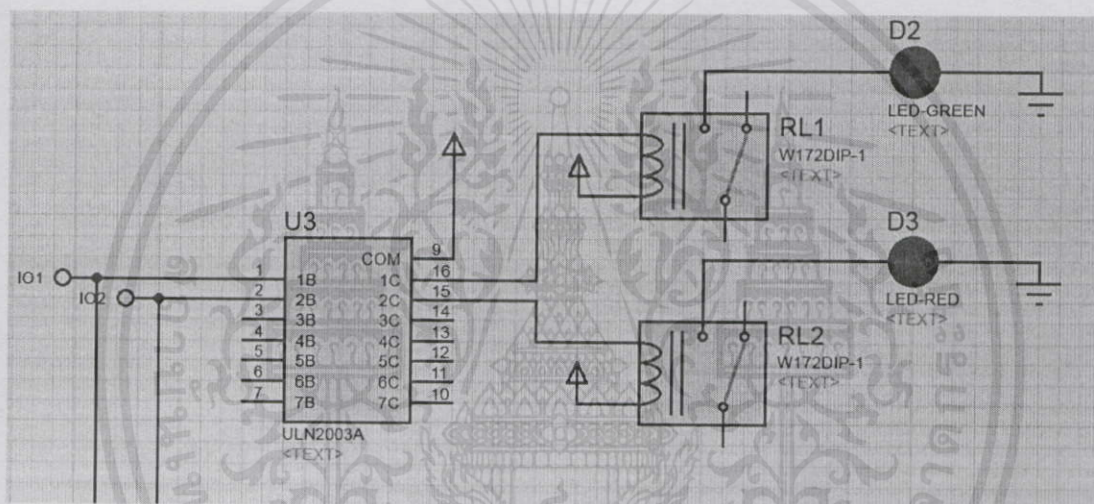 D2
LED-GREEN
<TEXT>
RL1
W172DIP-1
<TEXT>
U3
D3
LED-RED
<TEXT>
IO1
IO2
1 1B COM 9
2 2B 1C 16
3 3B 2C 15
4 4B 3C 14
5 5B 4C 13
6 6B 5C 12
7 7B 6C 11
7C 10
RL2
W172DIP-1
<TEXT>
ULN2003A
<TEXT>